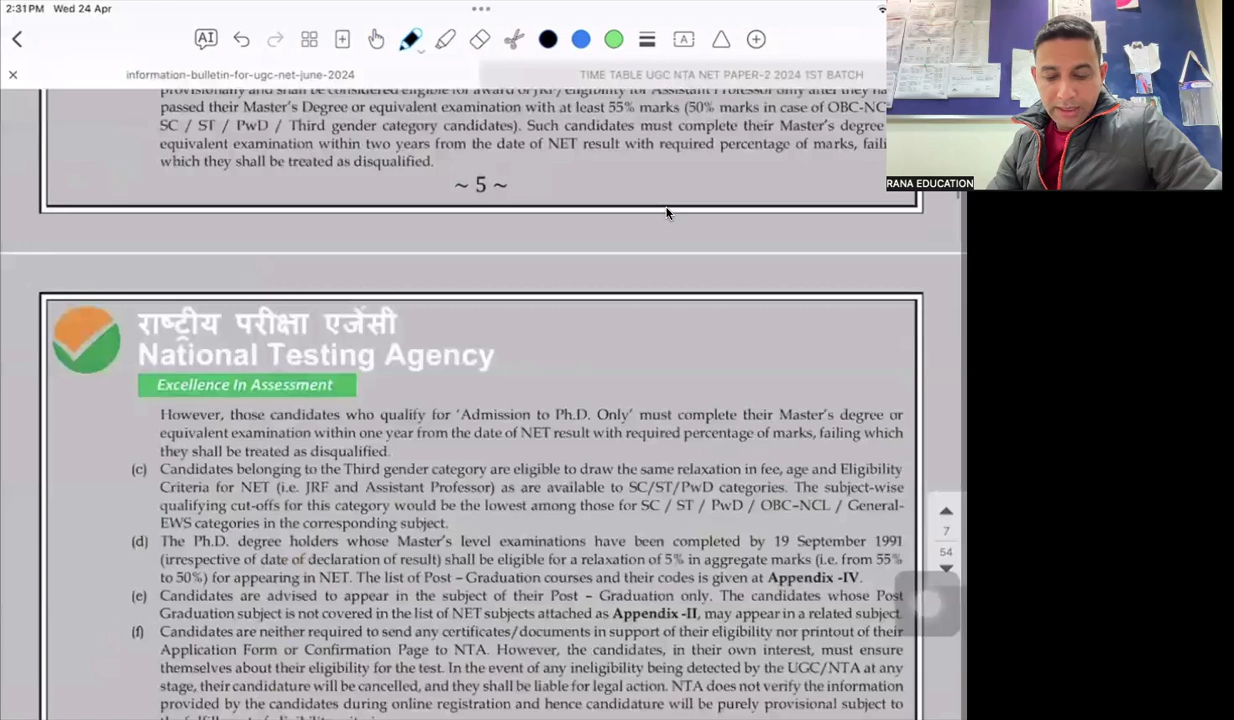 2:31 PM Wed 24 Apr
AI
A
information-bulletin-for-ugc-net-june-2024
TIME TABLE UGC NTA NET PAPER-2 2024 1ST BATCH
provisionally and shall be considered eligible for award of JRF/eligibility for Assistant Professor only after they ha
passed their Master's Degree or equivalent examination with at least 55% marks (50% marks in case of OBC-NC
SC / ST / PwD / Third gender category candidates). Such candidates must complete their Master's degree
equivalent examination within two years from the date of NET result with required percentage of marks, faili
which they shall be treated as disqualified.
~ 5 ~
RANA EDUCATION
राष्ट्रीय परीक्षा एजेंसी
National Testing Agency
Excellence In Assessment
However, those candidates who qualify for 'Admission to Ph.D. Only' must complete their Master's degree or
equivalent examination within one year from the date of NET result with required percentage of marks, failing which
they shall be treated as disqualified.
(c) Candidates belonging to the Third gender category are eligible to draw the same relaxation in fee, age and Eligibility
Criteria for NET (i.e. JRF and Assistant Professor) as are available to SC/ST/PwD categories. The subject-wise
qualifying cut-offs for this category would be the lowest among those for SC / ST / PwD / OBC-NCL / General-
EWS categories in the corresponding subject.
(d) The Ph.D. degree holders whose Master's level examinations have been completed by 19 September 1991
(irrespective of date of declaration of result) shall be eligible for a relaxation of 5% in aggregate marks (i.e. from 55%
to 50%) for appearing in NET. The list of Post – Graduation courses and their codes is given at Appendix -IV.
(e) Candidates are advised to appear in the subject of their Post – Graduation only. The candidates whose Post
Graduation subject is not covered in the list of NET subjects attached as Appendix -II, may appear in a related subject.
(f) Candidates are neither required to send any certificates/documents in support of their eligibility nor printout of their
Application Form or Confirmation Page to NTA. However, the candidates, in their own interest, must ensure
themselves about their eligibility for the test. In the event of any ineligibility being detected by the UGC/NTA at any
stage, their candidature will be cancelled, and they shall be liable for legal action. NTA does not verify the information
provided by the candidates during online registration and hence candidature will be purely provisional subject to
7
54